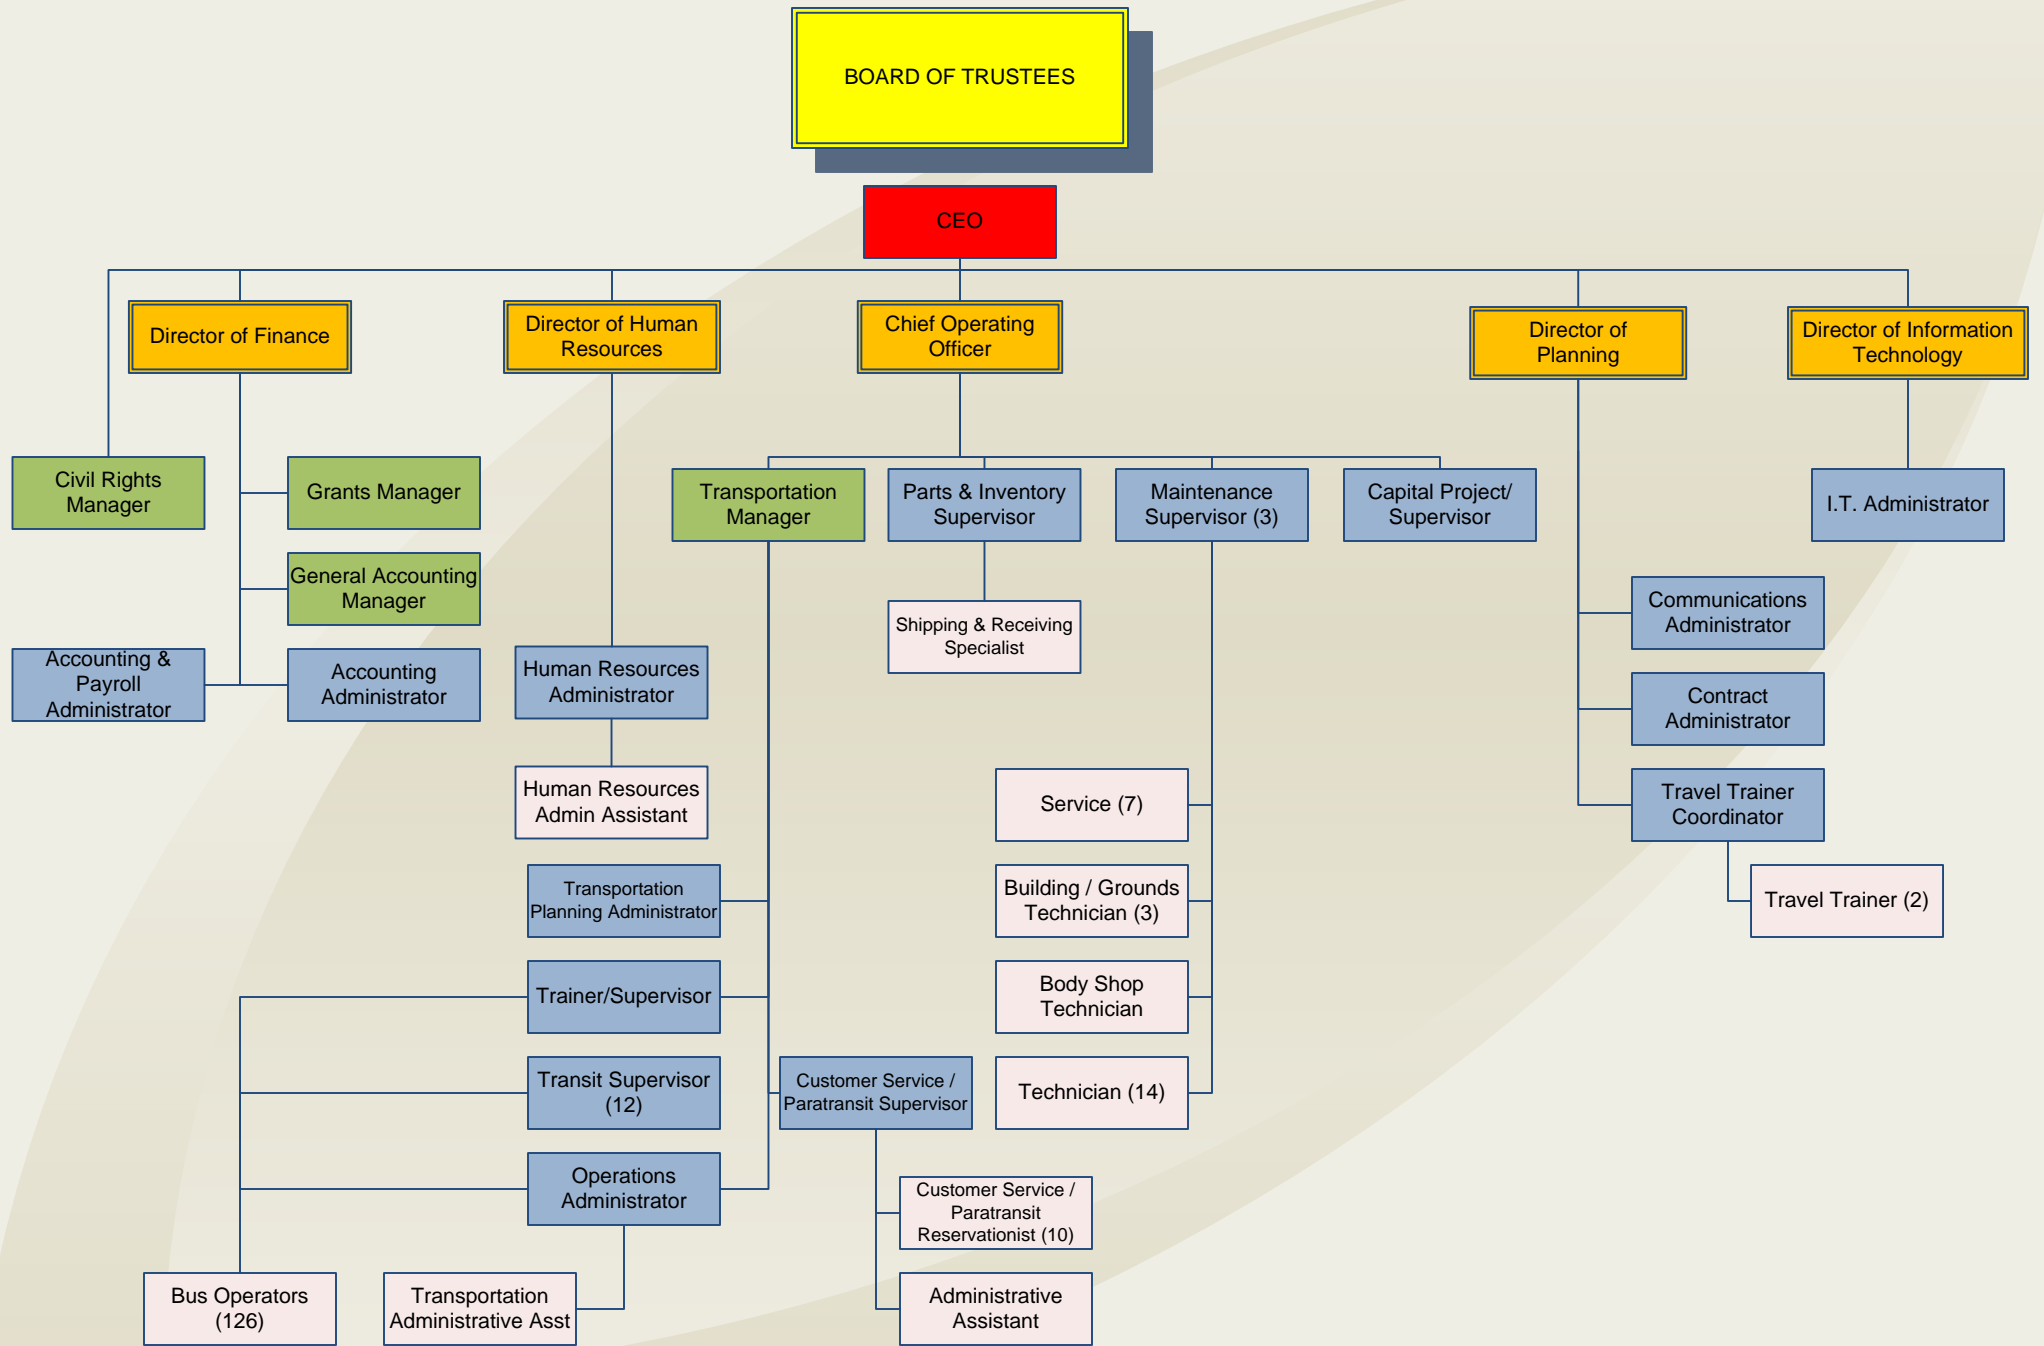 BOARD OF TRUSTEES
CEO
Director of Finance
Director of Human
Resources
Chief Operating
Officer
Director of
Planning
Director of Information
Technology
Civil Rights
Manager
Grants Manager
Transportation
Manager
Parts & Inventory
Supervisor
Maintenance
Supervisor (3)
Capital Project/
Supervisor
I.T. Administrator
General Accounting
Manager
Communications
Administrator
Shipping & Receiving
Specialist
Accounting &
Payroll
Administrator
Accounting
Administrator
Human Resources
Administrator
Contract
Administrator
Human Resources
Admin Assistant
Service (7)
Travel Trainer
Coordinator
Transportation
Planning Administrator
Building / Grounds
Technician (3)
Travel Trainer (2)
Trainer/Supervisor
Body Shop
Technician
Transit Supervisor
(12)
Customer Service /
Paratransit Supervisor
Technician (14)
Operations
Administrator
Customer Service /
Paratransit
Reservationist (10)
Bus Operators
(126)
Transportation
Administrative Asst
Administrative
Assistant